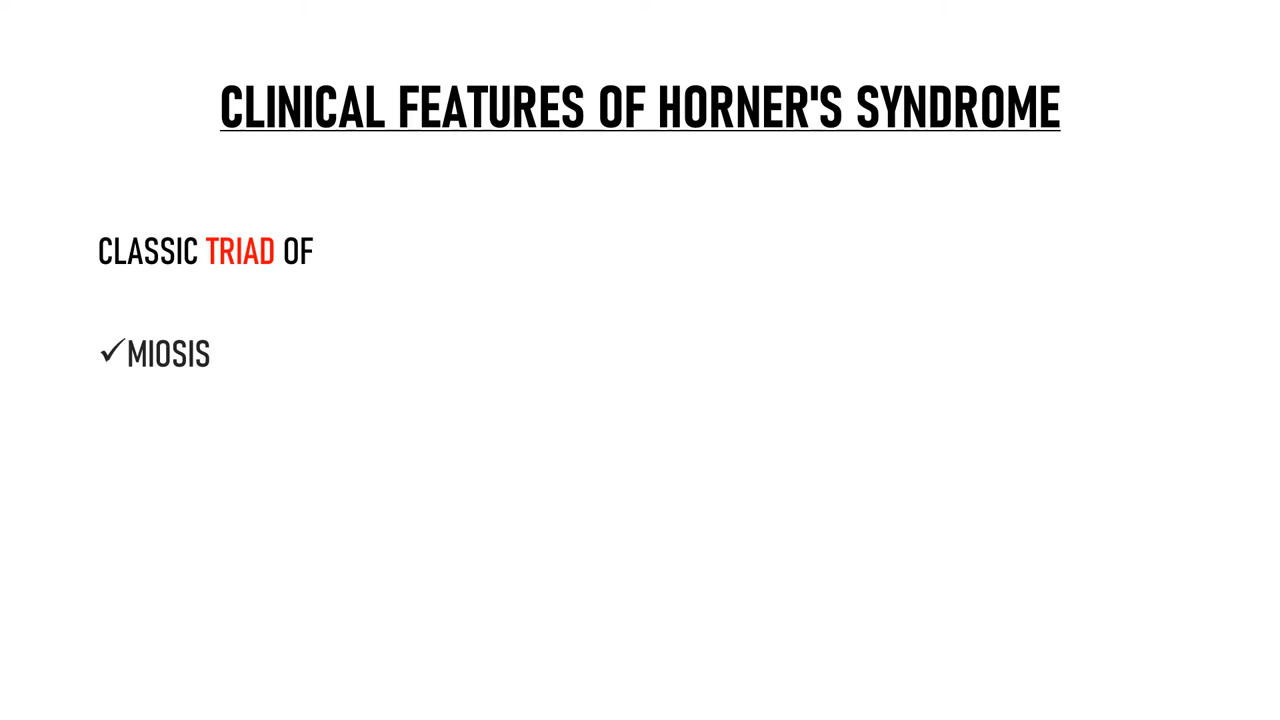 CLINICAL FEATURES OF HORNER'S SYNDROME
CLASSIC TRIAD OF
✓MIOSIS